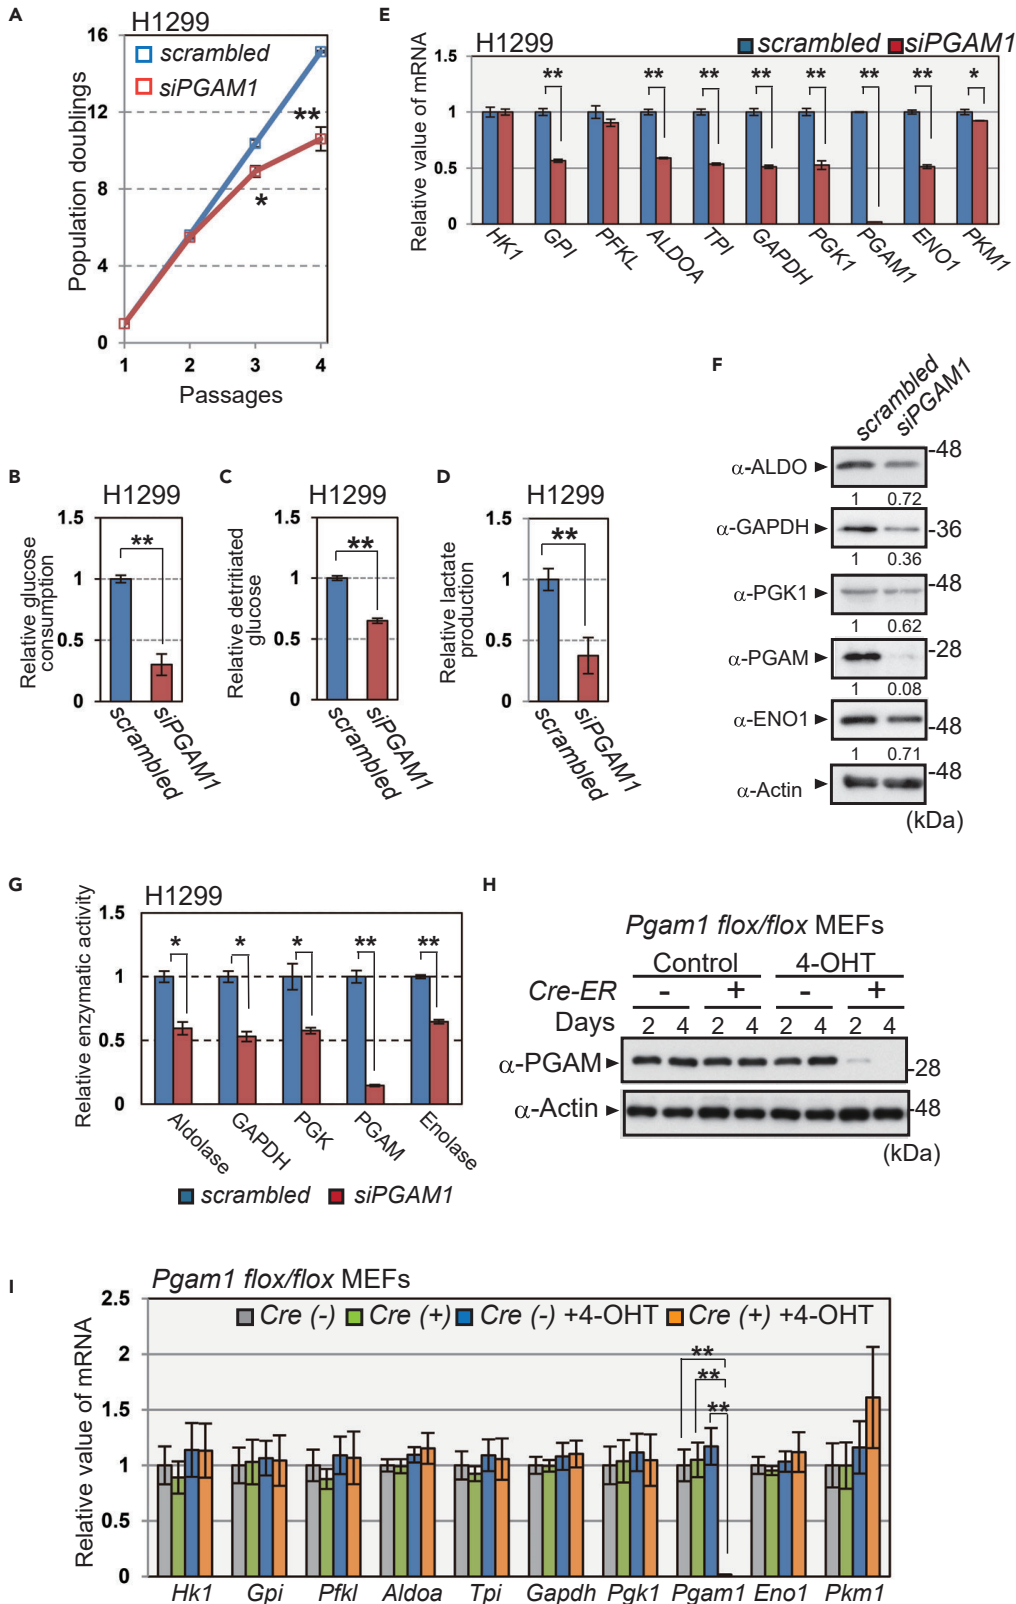 A
H1299
scrambled
siPGAM1
Population doublings
16
12
8
4
0
**
*
1 2 3 4
Passages
E
H1299
scrambled siPGAM1
Relative value of mRNA
1.5
1
0.5
0
** ** ** ** ** ** ** *
HK1 GPI PFKL ALDOA TPI GAPDH PGK1 PGAM1 ENO1 PKM1
B
H1299
Relative glucose
consumption
1.5
1
0.5
0
**
scrambled siPGAM1
C
H1299
Relative detritiated
glucose
1.5
1
0.5
0
**
scrambled siPGAM1
D
H1299
Relative lactate
production
1.5
1
0.5
0
**
scrambled siPGAM1
F
scrambled siPGAM1
α-ALDO -48
1 0.72
α-GAPDH -36
1 0.36
α-PGK1 -48
1 0.62
α-PGAM -28
1 0.08
α-ENO1 -48
1 0.71
α-Actin -48
(kDa)
G
H1299
Relative enzymatic activity
1.5
1
0.5
0
* * * ** **
Aldolase GAPDH PGK PGAM Enolase
scrambled siPGAM1
H
Pgam1 flox/flox MEFs
Control 4-OHT
Cre-ER - + - +
Days 2 4 2 4 2 4 2 4
α-PGAM -28
α-Actin -48
(kDa)
I
Pgam1 flox/flox MEFs
Cre (-) Cre (+) Cre (-) +4-OHT Cre (+) +4-OHT
Relative value of mRNA
2.5
2
1.5
1
0.5
0
**
**
**
Hk1 Gpi Pfkl Aldoa Tpi Gapdh Pgk1 Pgam1 Eno1 Pkm1